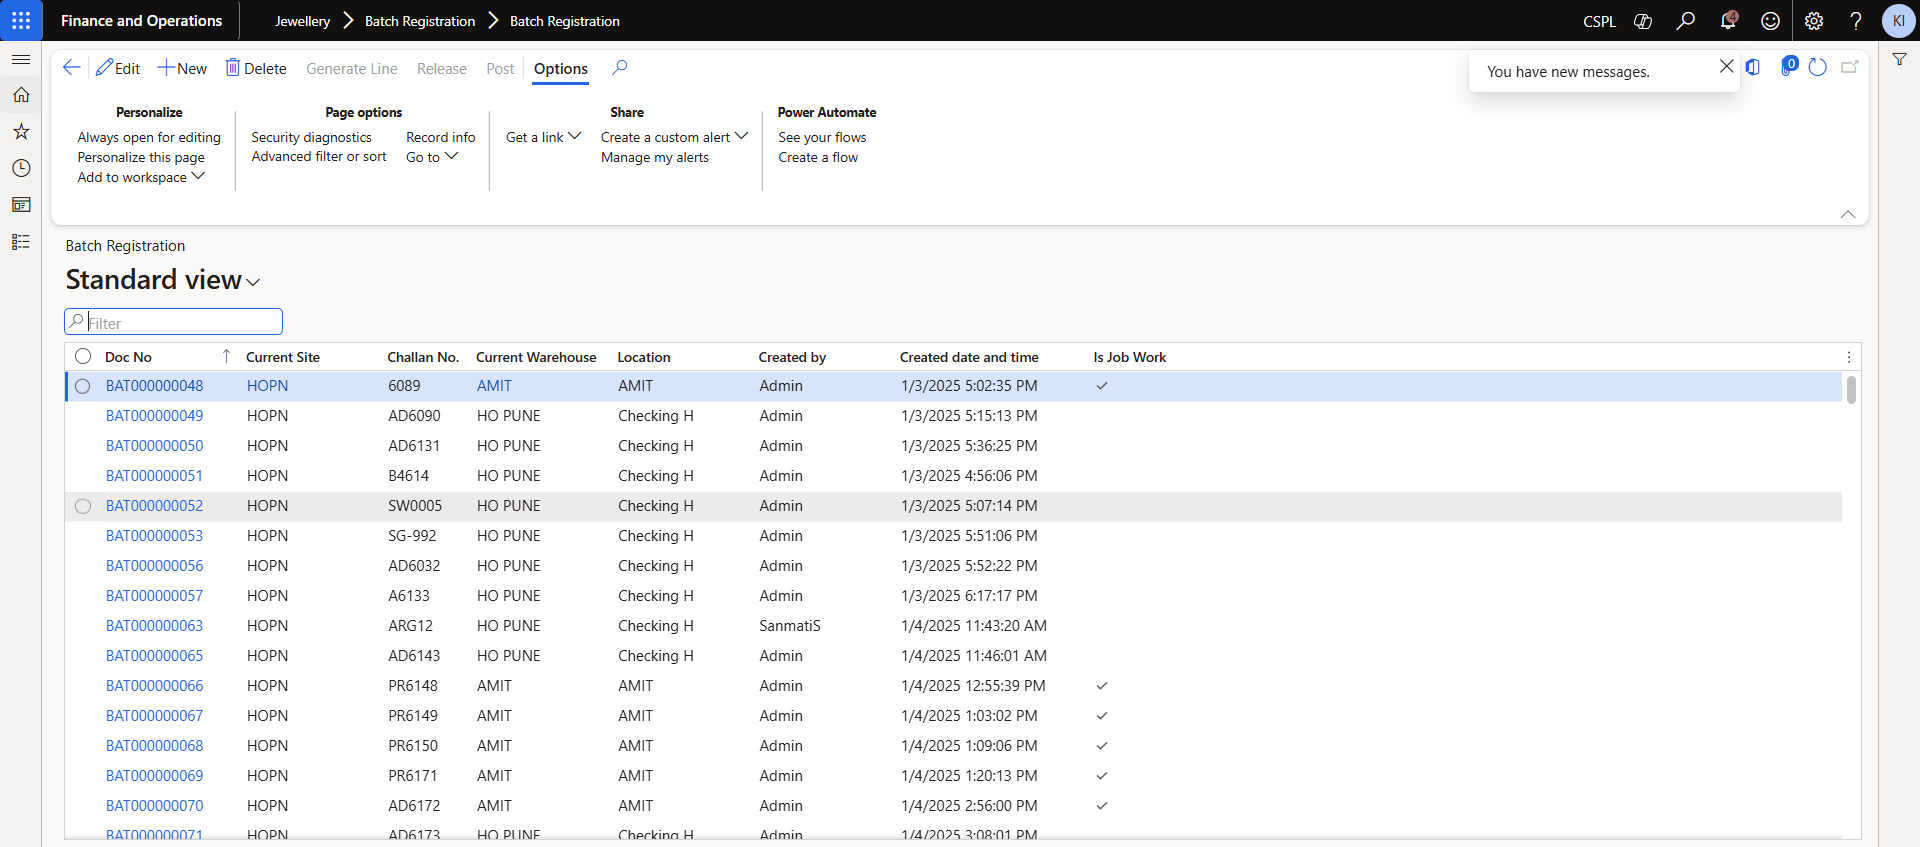 Finance and Operations Jewellery Batch Registration Batch Registration CSPL 4 ? KI
Edit New Delete Generate Line Release Post Options 0
You have new messages.
Personalize Page options Share Power Automate
Always open for editing Security diagnostics Record info Get a link Create a custom alert See your flows
Personalize this page Advanced filter or sort Go to Manage my alerts Create a flow
Add to workspace
Batch Registration
Standard view
Filter
Doc No Current Site Challan No. Current Warehouse Location Created by Created date and time Is Job Work
BAT000000048 HOPN 6089 AMIT AMIT Admin 1/3/2025 5:02:35 PM
BAT000000049 HOPN AD6090 HO PUNE Checking H Admin 1/3/2025 5:15:13 PM
BAT000000050 HOPN AD6131 HO PUNE Checking H Admin 1/3/2025 5:36:25 PM
BAT000000051 HOPN B4614 HO PUNE Checking H Admin 1/3/2025 4:56:06 PM
BAT000000052 HOPN SW0005 HO PUNE Checking H Admin 1/3/2025 5:07:14 PM
BAT000000053 HOPN SG-992 HO PUNE Checking H Admin 1/3/2025 5:51:06 PM
BAT000000056 HOPN AD6032 HO PUNE Checking H Admin 1/3/2025 5:52:22 PM
BAT000000057 HOPN A6133 HO PUNE Checking H Admin 1/3/2025 6:17:17 PM
BAT000000063 HOPN ARG12 HO PUNE Checking H SanmatiS 1/4/2025 11:43:20 AM
BAT000000065 HOPN AD6143 HO PUNE Checking H Admin 1/4/2025 11:46:01 AM
BAT000000066 HOPN PR6148 AMIT AMIT Admin 1/4/2025 12:55:39 PM
BAT000000067 HOPN PR6149 AMIT AMIT Admin 1/4/2025 1:03:02 PM
BAT000000068 HOPN PR6150 AMIT AMIT Admin 1/4/2025 1:09:06 PM
BAT000000069 HOPN PR6171 AMIT AMIT Admin 1/4/2025 1:20:13 PM
BAT000000070 HOPN AD6172 AMIT AMIT Admin 1/4/2025 2:56:00 PM
BAT000000071 HOPN AD6173 HO PUNE Checking H Admin 1/4/2025 3:08:01 PM